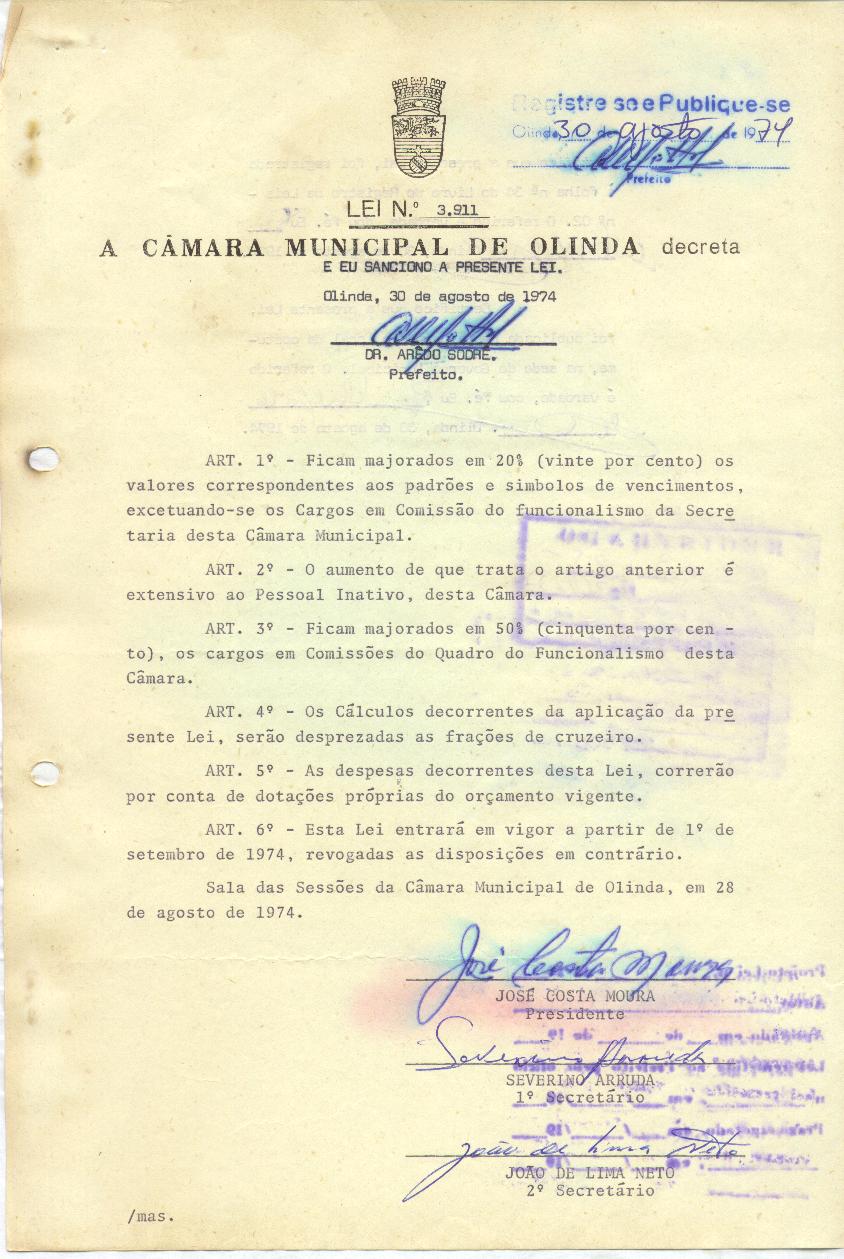 Registre se e Publique-se
Olinda, 30 de agosto de 1974
Prefeito
LEI N.º 3.911
A CÂMARA MUNICIPAL DE OLINDA decreta
E EU SANCIONO A PRESENTE LEI.
Olinda, 30 de agosto de 1974
DR. ARÊDO SODRÉ.
Prefeito.
ART. 1º - Ficam majorados em 20% (vinte por cento) os
valores correspondentes aos padrões e simbolos de vencimentos,
excetuando-se os Cargos em Comissão do funcionalismo da Secre
taria desta Câmara Municipal.
ART. 2º - O aumento de que trata o artigo anterior é
extensivo ao Pessoal Inativo, desta Câmara.
ART. 3º - Ficam majorados em 50% (cinquenta por cen -
to), os cargos em Comissões do Quadro do Funcionalismo desta
Câmara.
ART. 4º - Os Cálculos decorrentes da aplicação da pre
sente Lei, serão desprezadas as frações de cruzeiro.
ART. 5º - As despesas decorrentes desta Lei, correrão
por conta de dotações próprias do orçamento vigente.
ART. 6º - Esta Lei entrará em vigor a partir de 1º de
setembro de 1974, revogadas as disposições em contrário.
Sala das Sessões da Câmara Municipal de Olinda, em 28
de agosto de 1974.
José Costa Moura
JOSÉ COSTA MOURA
Presidente
Severino Arruda
SEVERINO ARRUDA
1º Secretário
João de Lima Neto
JOÃO DE LIMA NETO
2º Secretário
/mas.